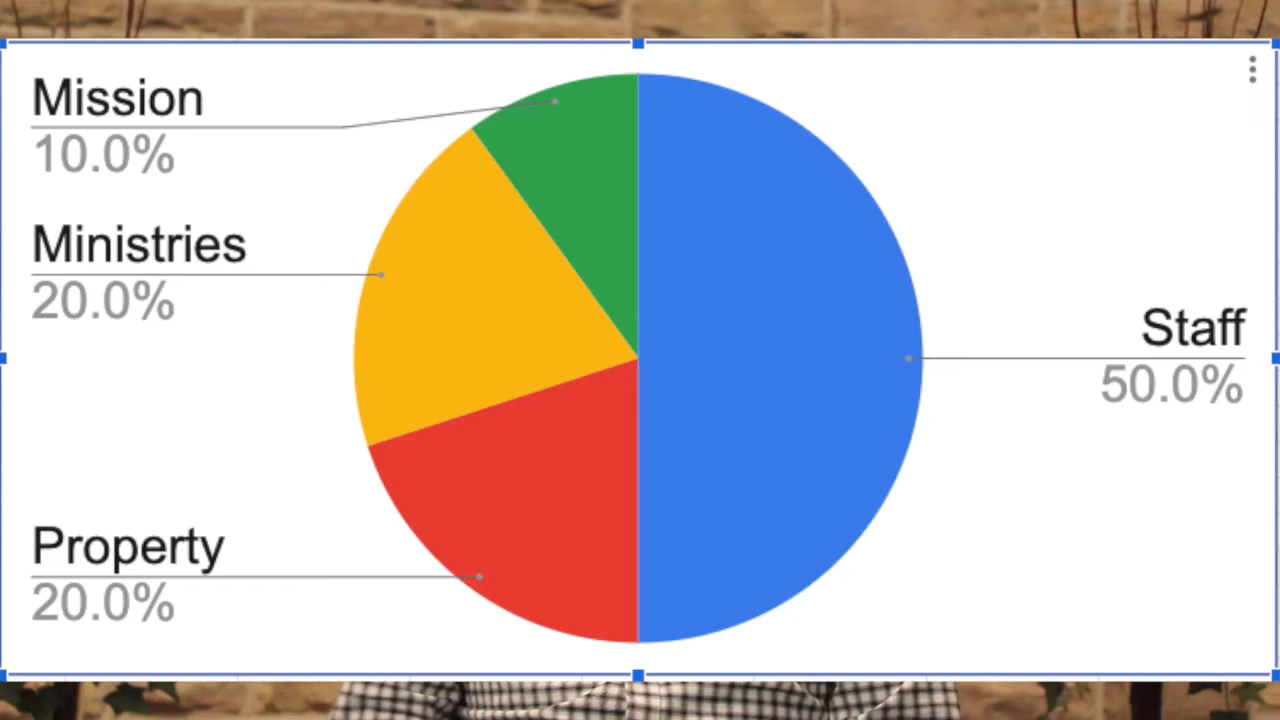 Mission
10.0%
Ministries
20.0%
Staff
50.0%
Property
20.0%